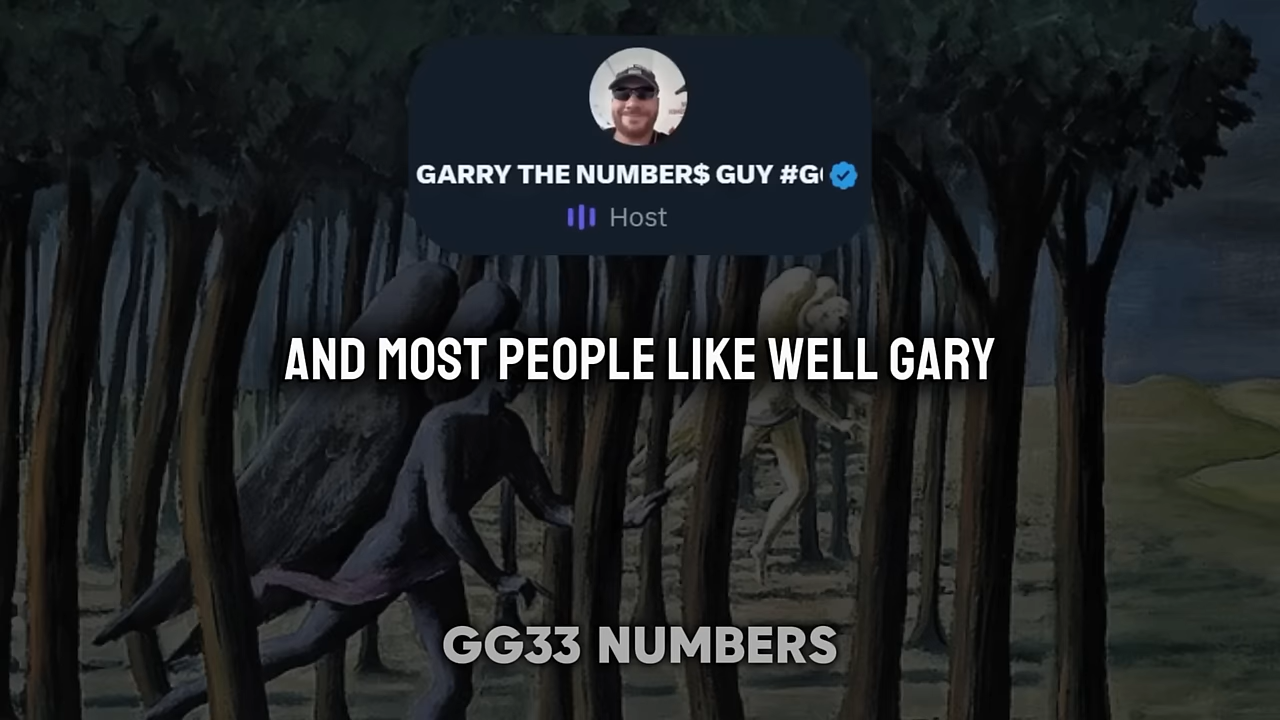 GARRY THE NUMBER$ GUY #G
Host
AND MOST PEOPLE LIKE WELL GARY
GG33 NUMBERS